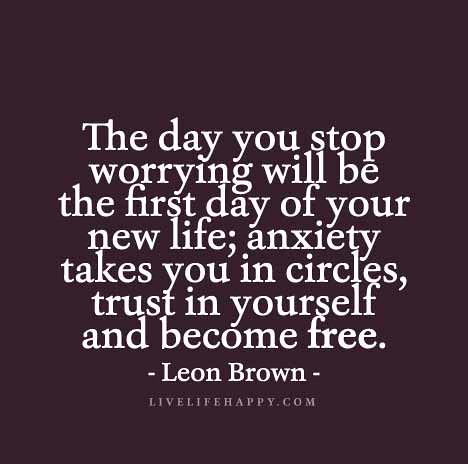 The day you stop
worrying will be
the first day of your
new life; anxiety
takes you in circles,
trust in yourself
and become free.
- Leon Brown -
LIVELIFEHAPPY.COM